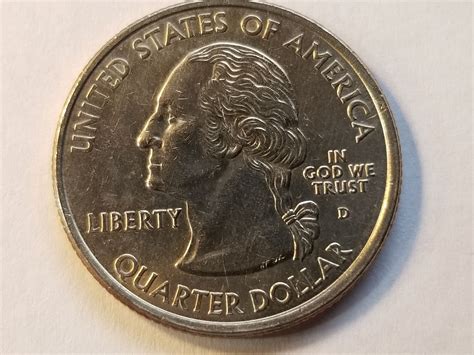 UNITED STATES OF AMERICA
LIBERTY
IN
GOD WE
TRUST
D
QUARTER DOLLAR